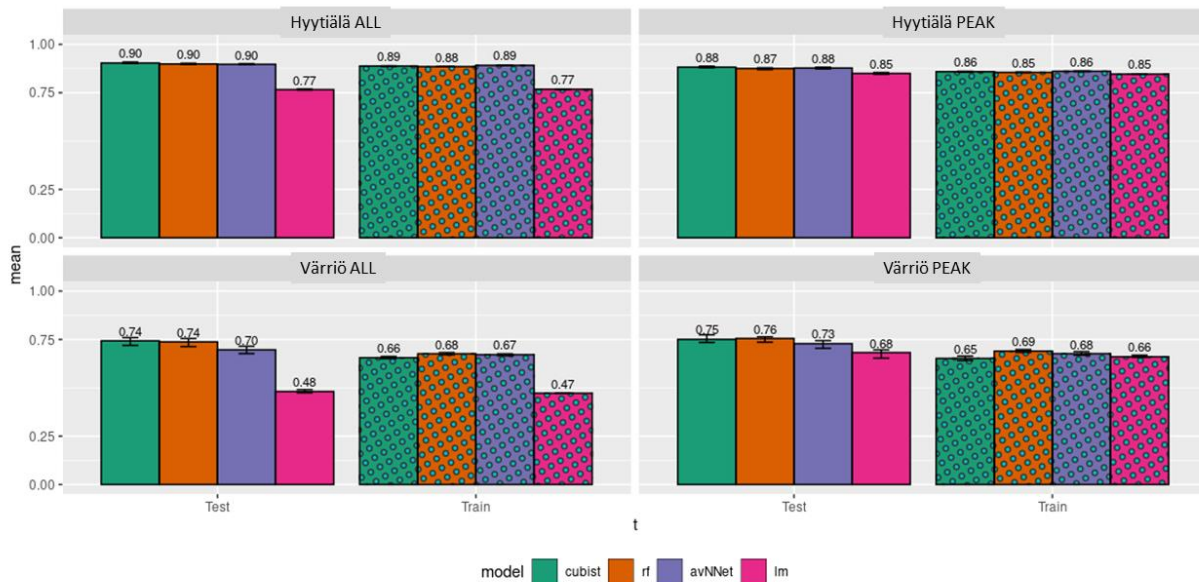 Hyytiälä ALL
Hyytiälä PEAK
1.00
0.75
0.25
0.00
0.90 0.90 0.90 0.77 0.89 0.88 0.89 0.77
0.88 0.87 0.88 0.85 0.86 0.85 0.86 0.85
mean
Värriö ALL
Värriö PEAK
1.00
0.75
0.25
0.00
0.74 0.74 0.70 0.48 0.66 0.68 0.67 0.47
0.75 0.76 0.73 0.68 0.65 0.69 0.68 0.66
Test Train Test Train
t
model cubist rf avNNet lm